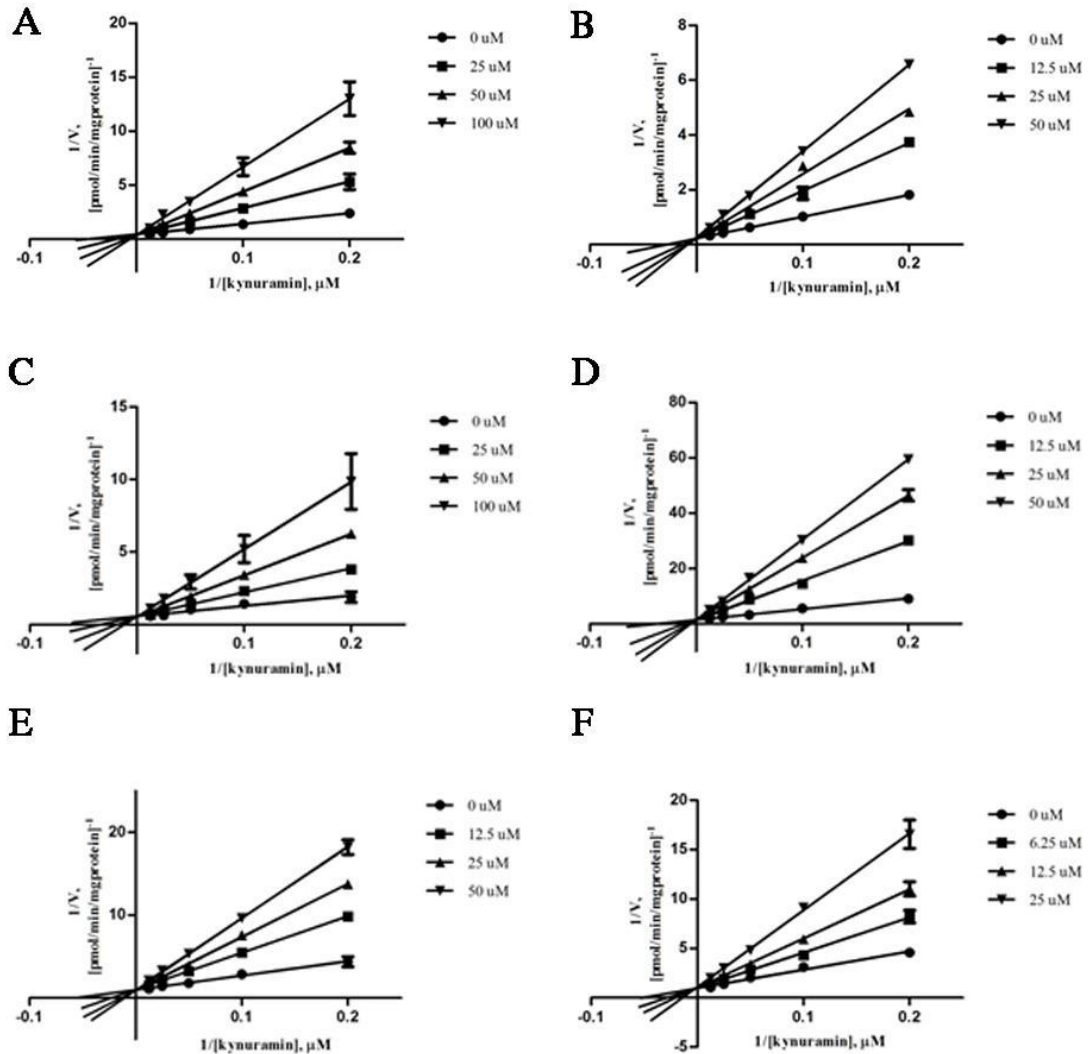 A
20
15
10
5
-0.1
0.1
0.2
1/V,
[pmol/min/mgprotein]⁻¹
1/[kynuramin], μM
0 uM
25 uM
50 uM
100 uM
B
8
6
4
2
-0.1
0.1
0.2
1/V,
[pmol/min/mgprotein]⁻¹
1/[kynuramin], μM
0 uM
12.5 uM
25 uM
50 uM
C
15
10
5
-0.1
0.1
0.2
1/V,
[pmol/min/mgprotein]⁻¹
1/[kynuramin], μM
0 uM
25 uM
50 uM
100 uM
D
80
60
40
20
-0.1
0.1
0.2
1/V,
[pmol/min/mgprotein]⁻¹
1/[kynuramin], μM
0 uM
12.5 uM
25 uM
50 uM
E
20
10
-0.1
0.1
0.2
1/V,
[pmol/min/mgprotein]⁻¹
1/[kynuramin], μM
0 uM
12.5 uM
25 uM
50 uM
F
20
15
10
5
-5
-0.1
0.1
0.2
1/V,
[pmol/min/mgprotein]⁻¹
1/[kynuramin], μM
0 uM
6.25 uM
12.5 uM
25 uM